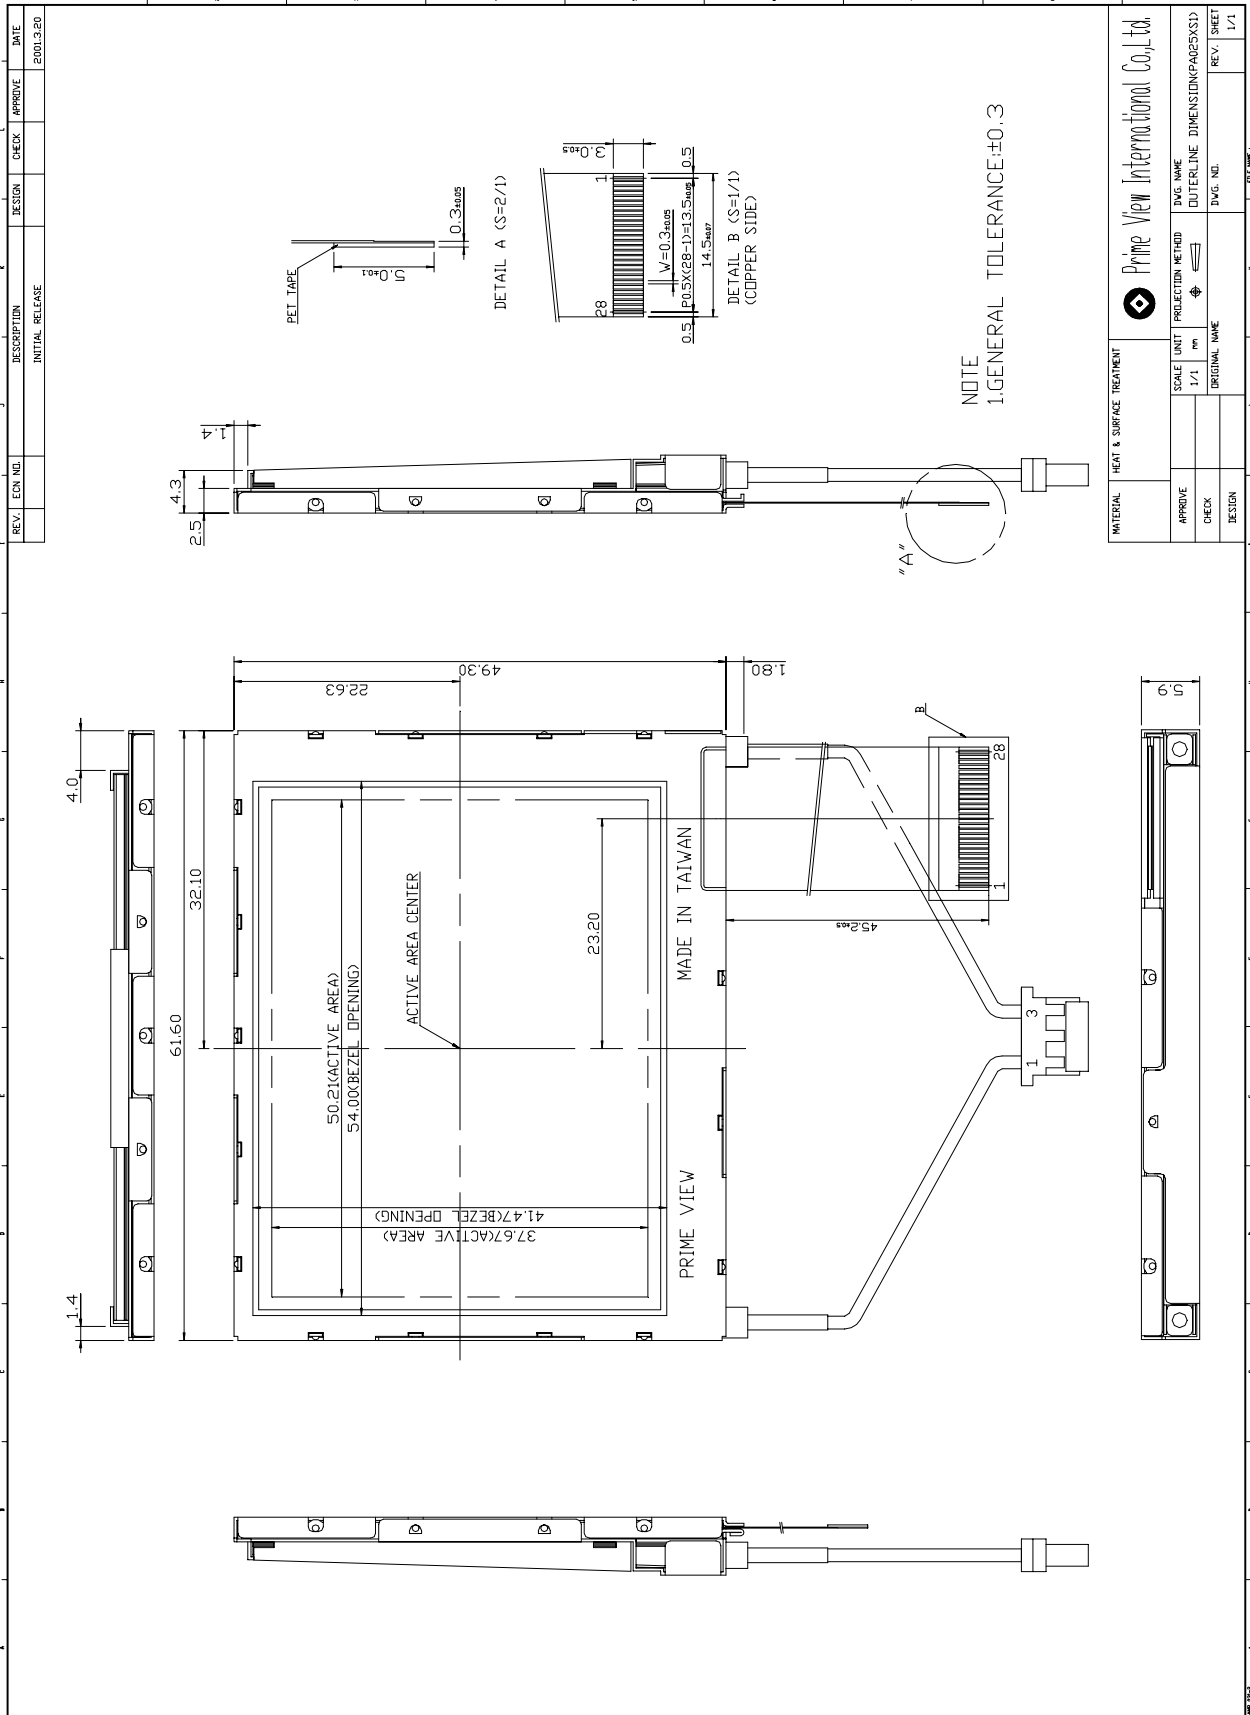 REV. ECN NO. DESCRIPTION DESIGN CHECK APPROVE DATE
INITIAL RELEASE 2001.3.20
4.0
1.4
61.60
32.10
50.21(ACTIVE AREA)
54.00(BEZEL OPENING)
ACTIVE AREA CENTER
41.47(BEZEL OPENING)
37.67(ACTIVE AREA)
23.20
22.63
49.30
1.80
PRIME VIEW
MADE IN TAIWAN
45.2±0.5
B
1
28
1
3
5.9
2.5
4.3
1.4
"A"
PET TAPE
5.0±0.1
0.3±0.05
DETAIL A (S=2/1)
3.0±0.5
28
1
0.5
0.5
W=0.3±0.05
P0.5X(28-1)=13.5±0.05
14.5±0.07
DETAIL B (S=1/1)
(COPPER SIDE)
NOTE
1.GENERAL TOLERANCE:±0.3
MATERIAL HEAT & SURFACE TREATMENT
Prime View International Co.,Ltd.
APPROVE
CHECK
DESIGN
SCALE
1/1
UNIT
mm
PROJECTION METHOD
DWG. NAME
OUTERLINE DIMENSION(PA025XS1)
ORIGINAL NAME
DWG. NO.
REV.
SHEET
1/1